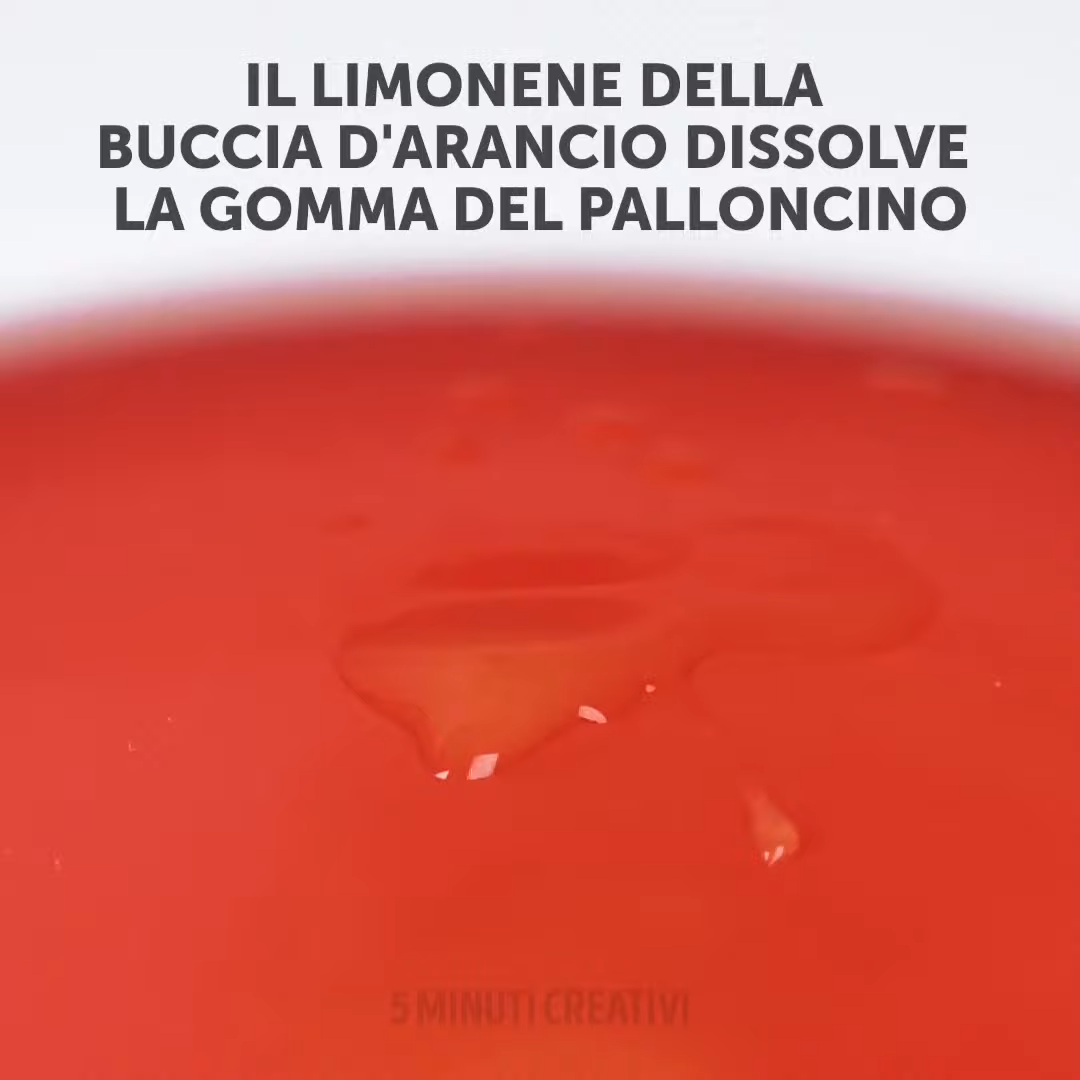 IL LIMONENE DELLA
BUCCIA D'ARANCIO DISSOLVE
LA GOMMA DEL PALLONCINO
5 MINUTI CREATIVI